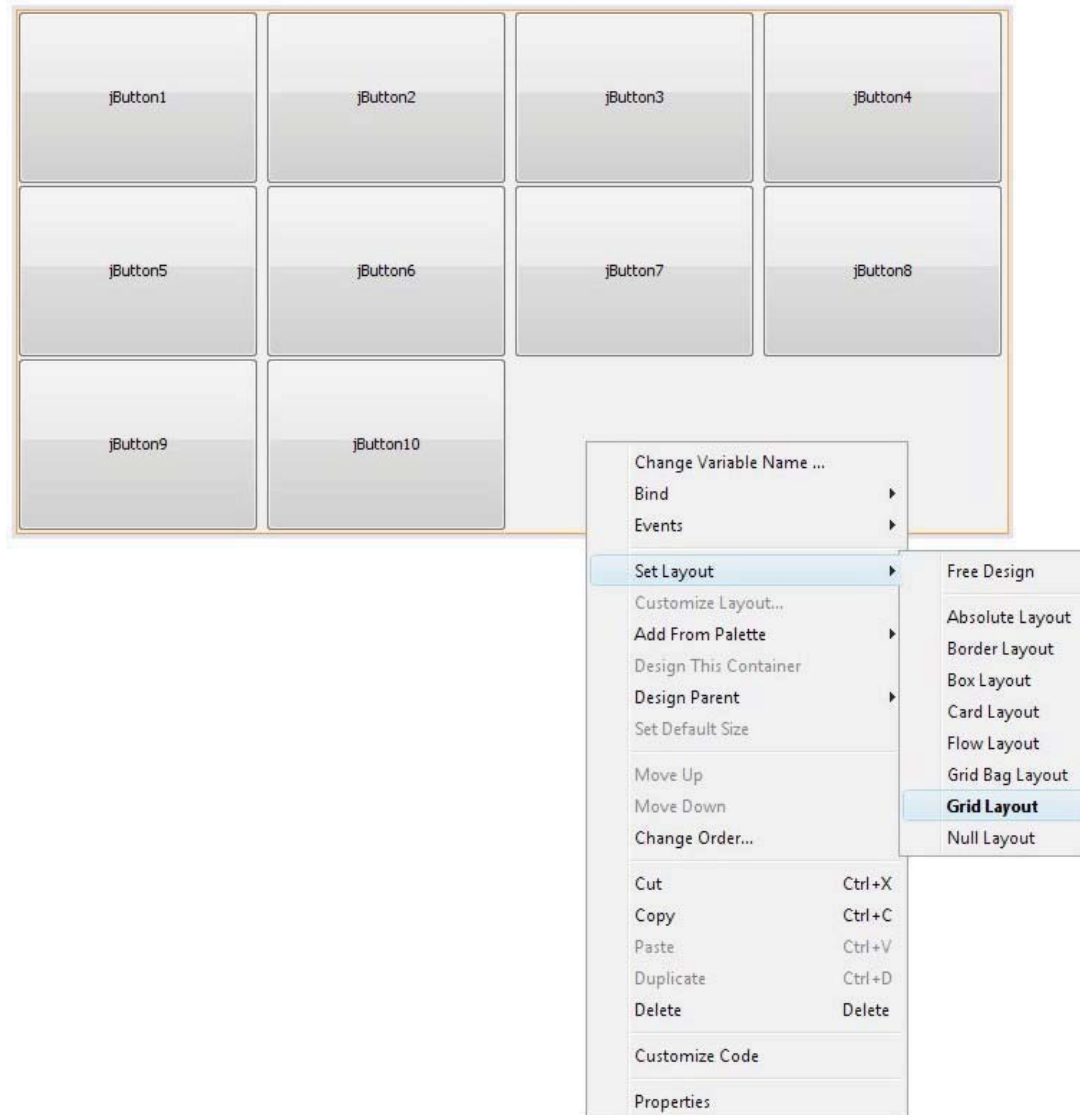 jButton1 jButton2 jButton3 jButton4
jButton5 jButton6 jButton7 jButton8
jButton9 jButton10
Change Variable Name ...
Bind
Events
Set Layout
Customize Layout...
Add From Palette
Design This Container
Design Parent
Set Default Size
Move Up
Move Down
Change Order...
Cut Ctrl+X
Copy Ctrl+C
Paste Ctrl+V
Duplicate Ctrl+D
Delete Delete
Customize Code
Properties
Free Design
Absolute Layout
Border Layout
Box Layout
Card Layout
Flow Layout
Grid Bag Layout
Grid Layout
Null Layout